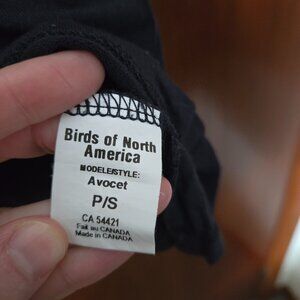 Birds of North
America
MODELE/STYLE:
Avocet
P/S
CA 54421
Fait au CANADA
Made in CANADA